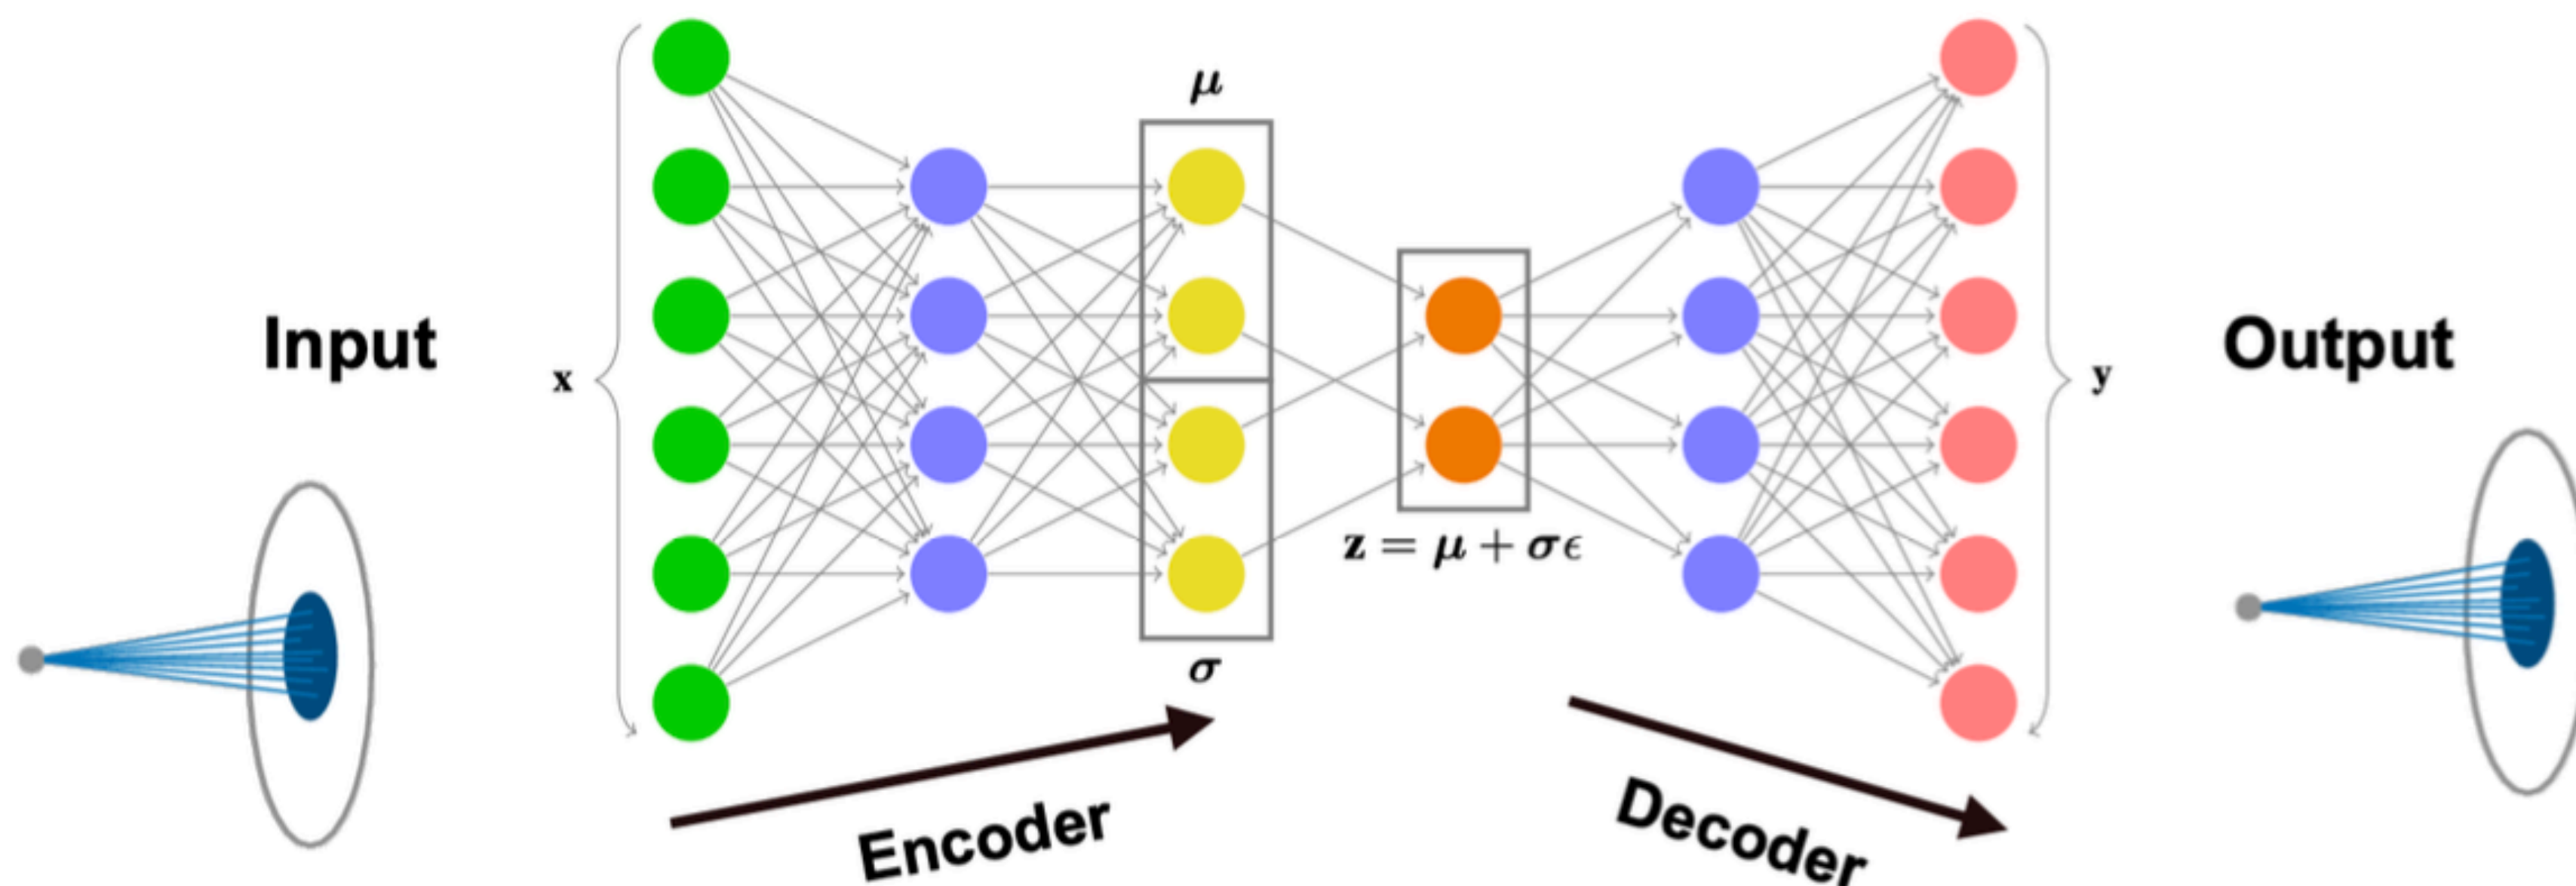 Input
x
μ
σ
z = μ + σϵ
y
Output
Encoder
Decoder